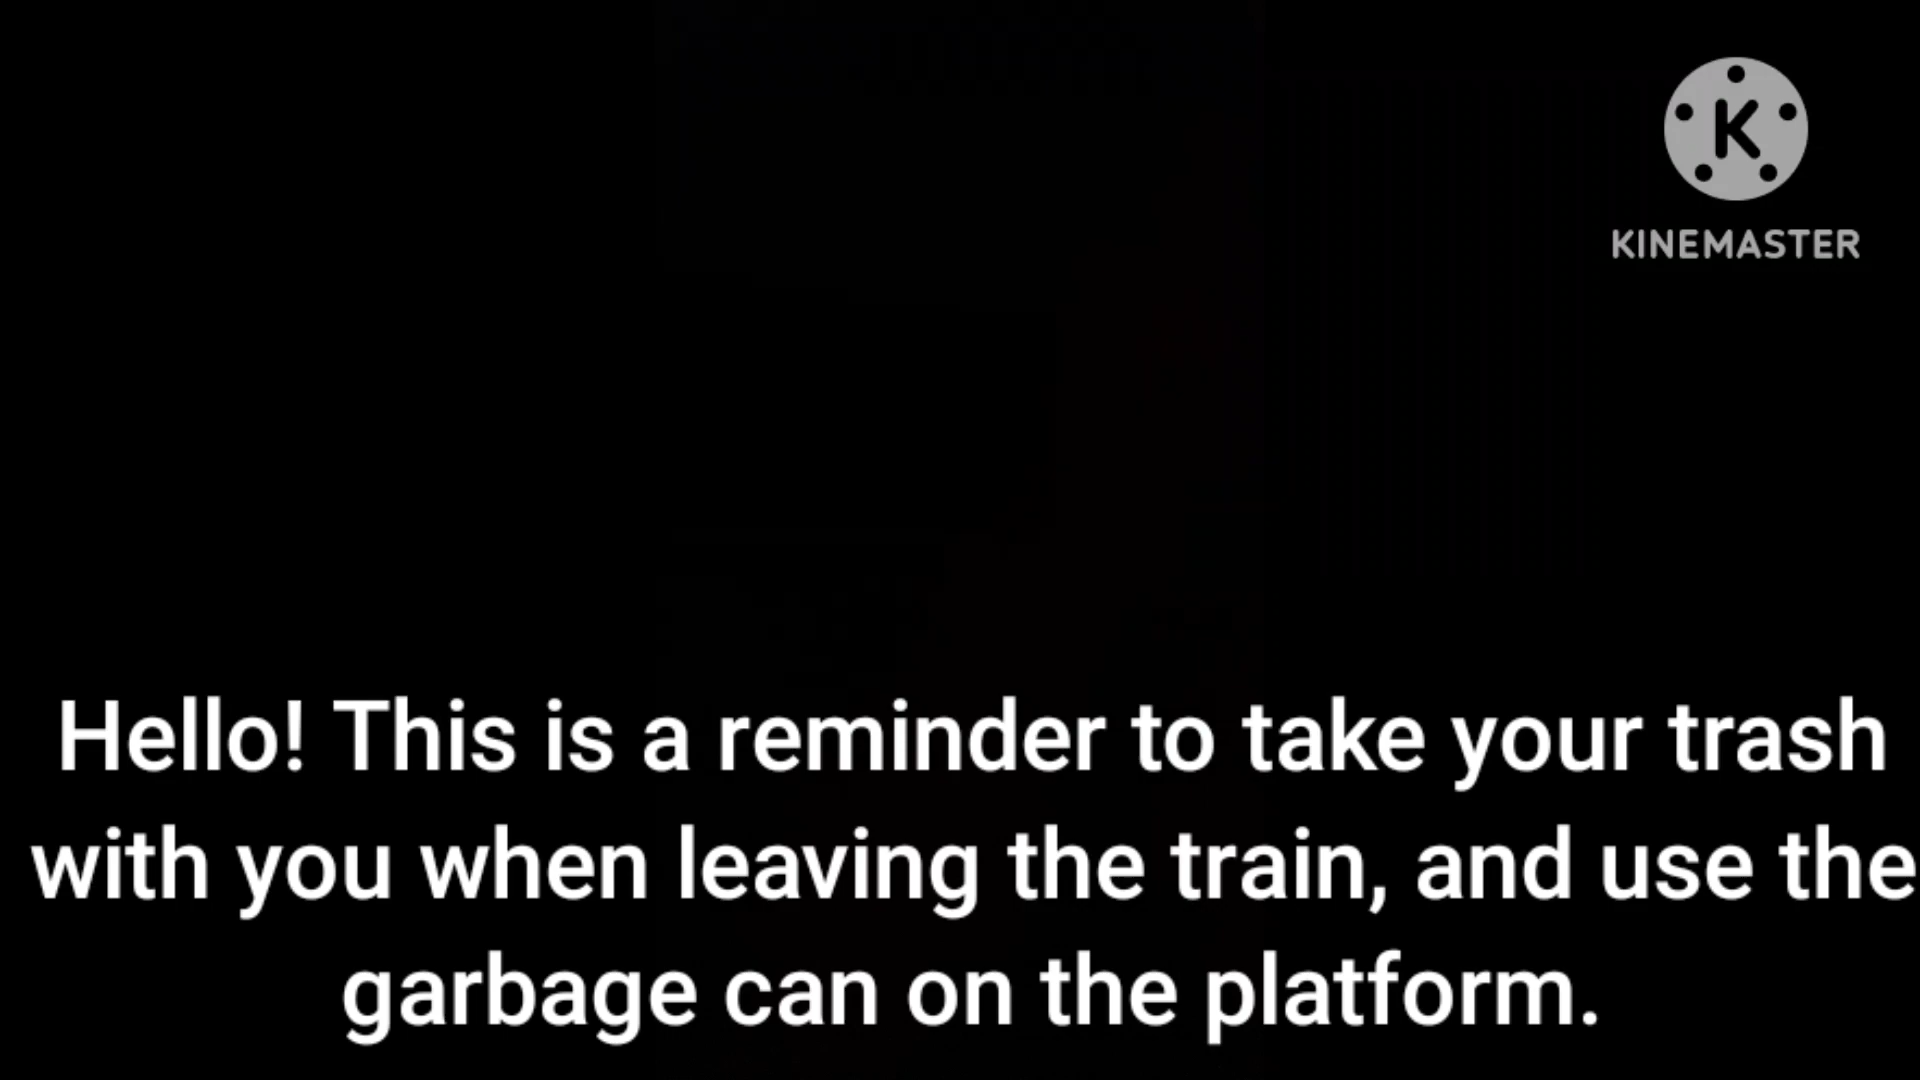 K
KINEMASTER
Hello! This is a reminder to take your trash
with you when leaving the train, and use the
garbage can on the platform.